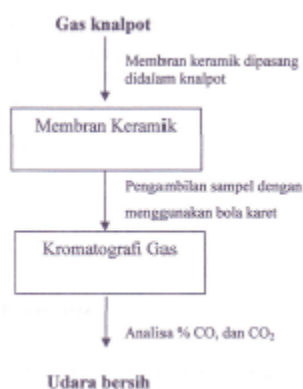 Gas knalpot
Membran keramik dipasang
didalam knalpot
Membran Keramik
Pengambilan sampel dengan
menggunakan bola karet
Kromatografi Gas
Analisa % CO, dan CO₂
Udara bersih